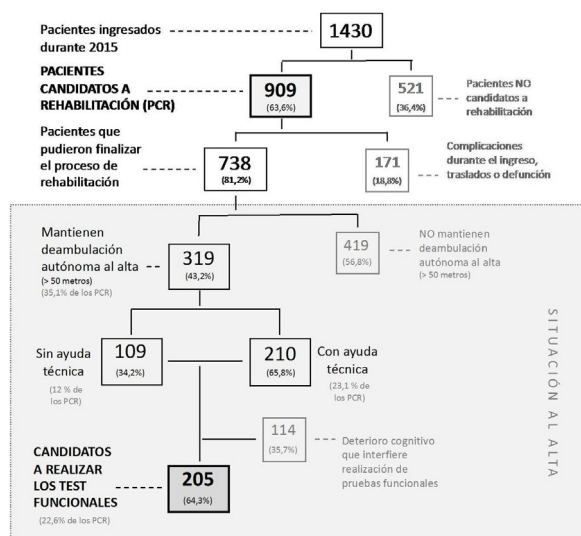 Pacientes ingresados
durante 2015
1430
PACIENTES
CANDIDATOS A
REHABILITACIÓN (PCR)
909
(63,6%)
521
(36,4%)
Pacientes NO
candidatos a
rehabilitación
Pacientes que
pudieron finalizar
el proceso de
rehabilitación
738
(81,2%)
171
(18,8%)
Complicaciones
durante el ingreso,
traslados o defunción
Mantienen
deambulación
autónoma al alta
(> 50 metros)
(35,1% de los PCR)
319
(43,2%)
419
(56,8%)
NO mantienen
deambulación
autónoma al alta
(> 50 metros)
Sin ayuda
técnica
(12 % de
los PCR)
109
(34,2%)
210
(65,8%)
Con ayuda
técnica
(23,1 % de
los PCR)
114
(35,7%)
Deterioro cognitivo
que interfiere
realización de
pruebas funcionales
CANDIDATOS
A REALIZAR
LOS TEST
FUNCIONALES
(22,6% de los PCR)
205
(64,3%)
SITUACIÓN AL ALTA